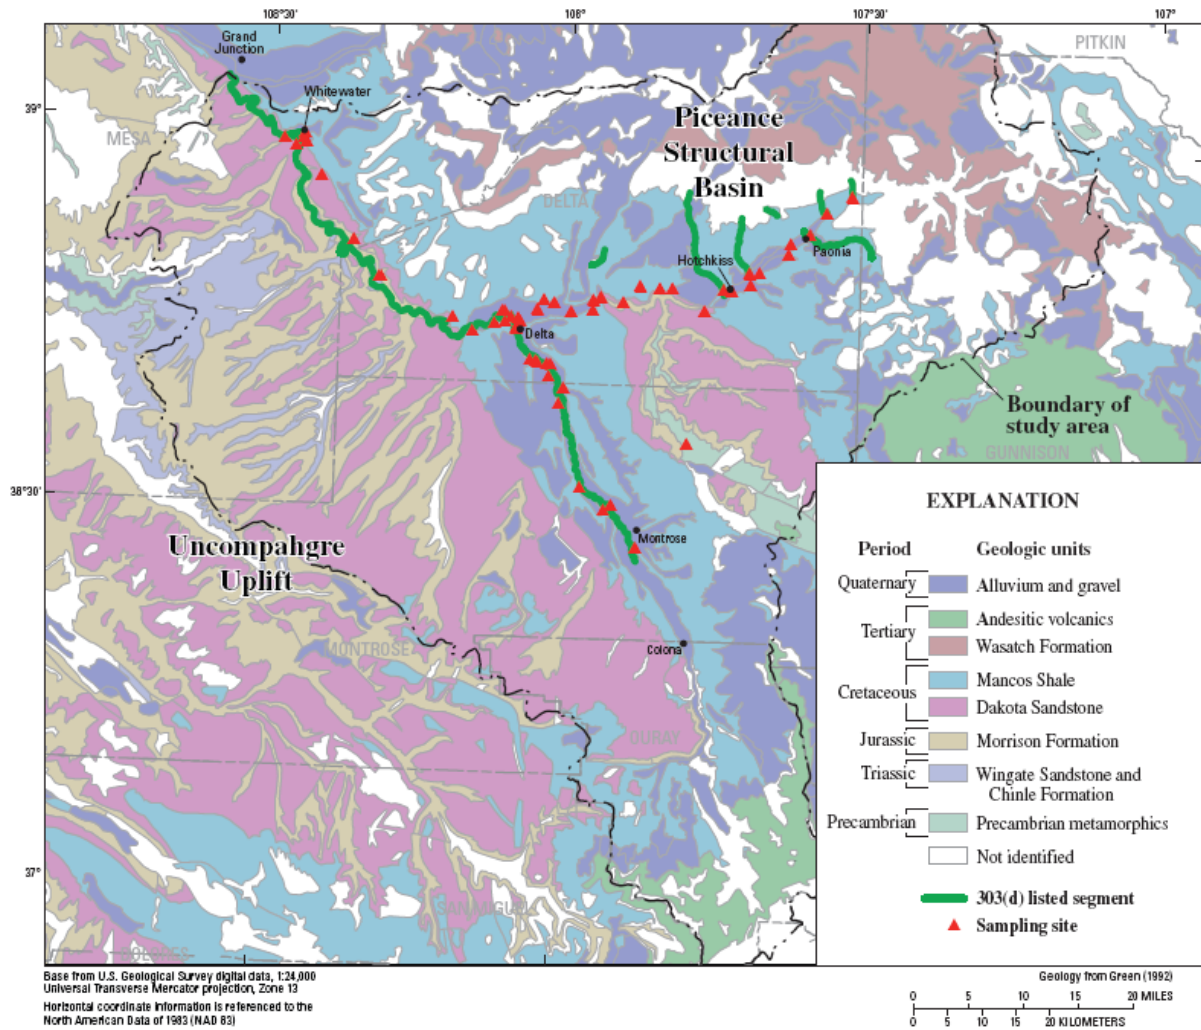 108°30'
108°
107°30'
107°
Grand
Junction
PITKIN
39°
Whitewater
MESA
Piceance
Structural
Basin
DELTA
Paonia
Hotchkiss
Delta
Boundary of
study area
GUNNISON
38°30'
Uncompahgre
Uplift
Montrose
MONTROSE
Colona
OURAY
37°
SAN MIGUEL
DOLORES
EXPLANATION
Period
Geologic units
Quaternary
Alluvium and gravel
Tertiary
Andesitic volcanics
Wasatch Formation
Cretaceous
Mancos Shale
Dakota Sandstone
Jurassic
Morrison Formation
Triassic
Wingate Sandstone and
Chinle Formation
Precambrian
Precambrian metamorphics
Not identified
303(d) listed segment
Sampling site
Base from U.S. Geological Survey digital data, 1:24,000
Universal Transverse Mercator projection, Zone 13
Horizontal coordinate information is referenced to the
North American Data of 1983 (NAD 83)
Geology from Green (1992)
0 5 10 15 20 MILES
0 5 10 15 20 KILOMETERS